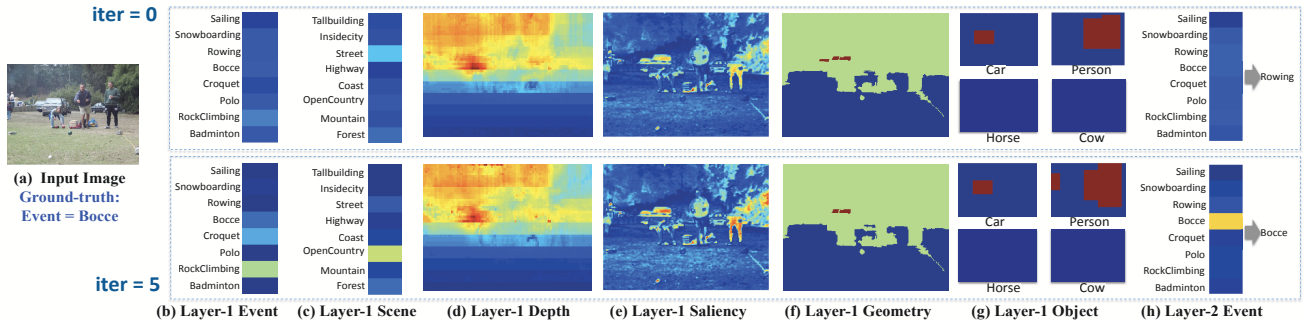 iter = 0
Sailing
Snowboarding
Rowing
Bocce
Croquet
Polo
RockClimbing
Badminton
Tallbuilding
Insidecity
Street
Highway
Coast
OpenCountry
Mountain
Forest
Car
Person
Horse
Cow
Sailing
Snowboarding
Rowing
Bocce
Croquet
Polo
RockClimbing
Badminton
Rowing
(a) Input Image
Ground-truth:
Event = Bocce
iter = 5
Sailing
Snowboarding
Rowing
Bocce
Croquet
Polo
RockClimbing
Badminton
Tallbuilding
Insidecity
Street
Highway
Coast
OpenCountry
Mountain
Forest
Car
Person
Horse
Cow
Sailing
Snowboarding
Rowing
Bocce
Croquet
Polo
RockClimbing
Badminton
Bocce
(b) Layer-1 Event
(c) Layer-1 Scene
(d) Layer-1 Depth
(e) Layer-1 Saliency
(f) Layer-1 Geometry
(g) Layer-1 Object
(h) Layer-2 Event